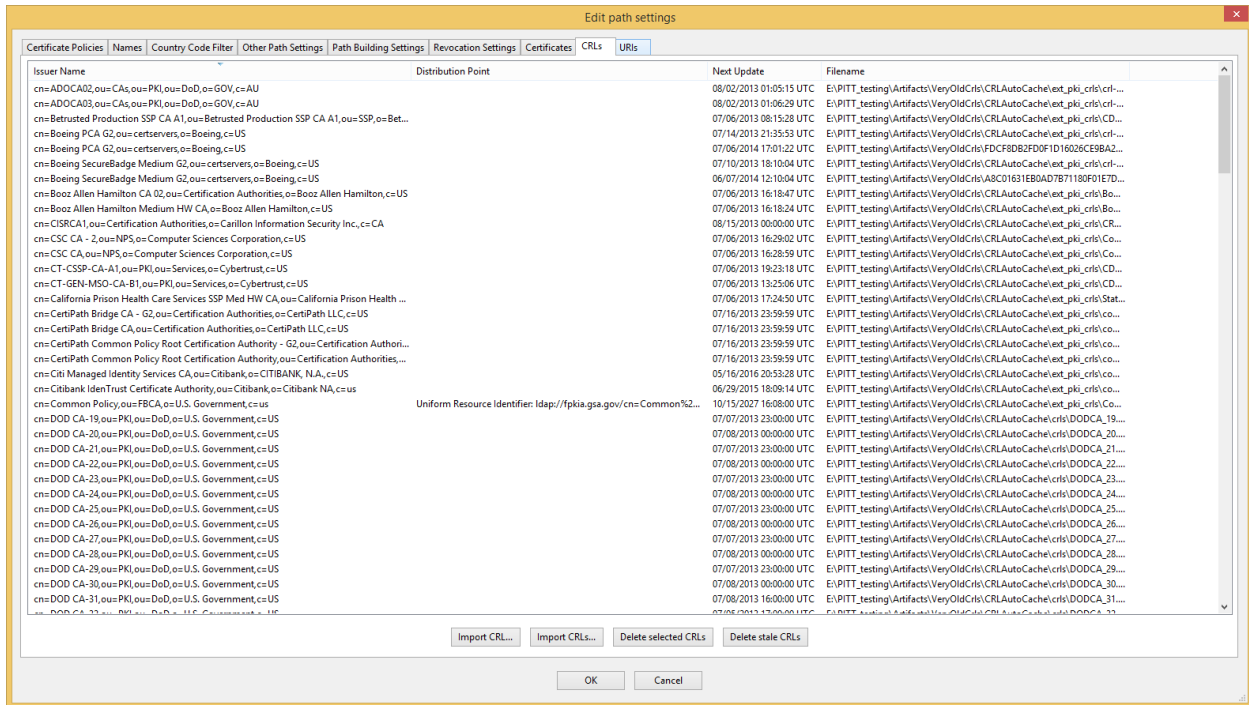 Edit path settings
Certificate Policies Names Country Code Filter Other Path Settings Path Building Settings Revocation Settings Certificates CRLs URIs
Issuer Name Distribution Point Next Update Filename
cn=ADOCA02,ou=CAs,ou=PKI,ou=DoD,o=GOV,c=AU 08/02/2013 01:05:15 UTC E:\PITT_testing\Artifacts\VeryOldCrls\CRLAutoCache\ext_pki_crls\crl-...
cn=ADOCA03,ou=CAs,ou=PKI,ou=DoD,o=GOV,c=AU 08/02/2013 01:06:29 UTC E:\PITT_testing\Artifacts\VeryOldCrls\CRLAutoCache\ext_pki_crls\crl-...
cn=Betrusted Production SSP CA A1,ou=Betrusted Production SSP CA A1,ou=SSP,o=Bet... 07/06/2013 08:15:28 UTC E:\PITT_testing\Artifacts\VeryOldCrls\CRLAutoCache\ext_pki_crls\CD...
cn=Boeing PCA G2,ou=certservers,o=Boeing,c=US 07/14/2013 21:35:53 UTC E:\PITT_testing\Artifacts\VeryOldCrls\CRLAutoCache\ext_pki_crls\crl-...
cn=Boeing PCA G2,ou=certservers,o=Boeing,c=US 07/06/2014 17:01:22 UTC E:\PITT_testing\Artifacts\VeryOldCrls\FDCF8DB2FD0F1D16026CE9BA2...
cn=Boeing SecureBadge Medium G2,ou=certservers,o=Boeing,c=US 07/10/2013 18:10:04 UTC E:\PITT_testing\Artifacts\VeryOldCrls\CRLAutoCache\ext_pki_crls\crl-...
cn=Boeing SecureBadge Medium G2,ou=certservers,o=Boeing,c=US 06/07/2014 12:10:04 UTC E:\PITT_testing\Artifacts\VeryOldCrls\A8C01631EB0AD7B71180F01E7D...
cn=Booz Allen Hamilton CA 02,ou=Certification Authorities,o=Booz Allen Hamilton,c=US 07/06/2013 16:18:47 UTC E:\PITT_testing\Artifacts\VeryOldCrls\CRLAutoCache\ext_pki_crls\Bo...
cn=Booz Allen Hamilton Medium HW CA,o=Booz Allen Hamilton,c=US 07/06/2013 16:18:24 UTC E:\PITT_testing\Artifacts\VeryOldCrls\CRLAutoCache\ext_pki_crls\Bo...
cn=CISRCA1,ou=Certification Authorities,o=Carillon Information Security Inc.,c=CA 08/15/2013 00:00:00 UTC E:\PITT_testing\Artifacts\VeryOldCrls\CRLAutoCache\ext_pki_crls\CR...
cn=CSC CA - 2,ou=NPS,o=Computer Sciences Corporation,c=US 07/06/2013 16:29:02 UTC E:\PITT_testing\Artifacts\VeryOldCrls\CRLAutoCache\ext_pki_crls\Co...
cn=CSC CA,ou=NPS,o=Computer Sciences Corporation,c=US 07/06/2013 16:28:59 UTC E:\PITT_testing\Artifacts\VeryOldCrls\CRLAutoCache\ext_pki_crls\Co...
cn=CT-CSSP-CA-A1,ou=PKI,ou=Services,o=Cybertrust,c=US 07/06/2013 19:23:18 UTC E:\PITT_testing\Artifacts\VeryOldCrls\CRLAutoCache\ext_pki_crls\CD...
cn=CT-GEN-MSO-CA-B1,ou=PKI,ou=Services,o=Cybertrust,c=US 07/06/2013 13:25:06 UTC E:\PITT_testing\Artifacts\VeryOldCrls\CRLAutoCache\ext_pki_crls\CD...
cn=California Prison Health Care Services SSP Med HW CA,ou=California Prison Health ... 07/06/2013 17:24:50 UTC E:\PITT_testing\Artifacts\VeryOldCrls\CRLAutoCache\ext_pki_crls\Stat...
cn=CertiPath Bridge CA - G2,ou=Certification Authorities,o=CertiPath LLC,c=US 07/16/2013 23:59:59 UTC E:\PITT_testing\Artifacts\VeryOldCrls\CRLAutoCache\ext_pki_crls\co...
cn=CertiPath Bridge CA,ou=Certification Authorities,o=CertiPath LLC,c=US 07/16/2013 23:59:59 UTC E:\PITT_testing\Artifacts\VeryOldCrls\CRLAutoCache\ext_pki_crls\co...
cn=CertiPath Common Policy Root Certification Authority - G2,ou=Certification Authori... 07/16/2013 23:59:59 UTC E:\PITT_testing\Artifacts\VeryOldCrls\CRLAutoCache\ext_pki_crls\co...
cn=CertiPath Common Policy Root Certification Authority,ou=Certification Authorities,... 07/16/2013 23:59:59 UTC E:\PITT_testing\Artifacts\VeryOldCrls\CRLAutoCache\ext_pki_crls\co...
cn=Citi Managed Identity Services CA,ou=Citibank,o=CITIBANK, N.A.,c=US 05/16/2016 20:53:28 UTC E:\PITT_testing\Artifacts\VeryOldCrls\CRLAutoCache\ext_pki_crls\co...
cn=Citibank IdenTrust Certificate Authority,ou=Citibank,o=Citibank NA,c=us 06/29/2015 18:09:14 UTC E:\PITT_testing\Artifacts\VeryOldCrls\CRLAutoCache\ext_pki_crls\co...
cn=Common Policy,ou=FBCA,o=U.S. Government,c=us Uniform Resource Identifier: ldap://fpkia.gsa.gov/cn=Common%2... 10/15/2027 16:08:00 UTC E:\PITT_testing\Artifacts\VeryOldCrls\CRLAutoCache\ext_pki_crls\Co...
cn=DOD CA-19,ou=PKI,ou=DoD,o=U.S. Government,c=US 07/07/2013 23:00:00 UTC E:\PITT_testing\Artifacts\VeryOldCrls\CRLAutoCache\crls\DODCA_19....
cn=DOD CA-20,ou=PKI,ou=DoD,o=U.S. Government,c=US 07/08/2013 00:00:00 UTC E:\PITT_testing\Artifacts\VeryOldCrls\CRLAutoCache\crls\DODCA_20....
cn=DOD CA-21,ou=PKI,ou=DoD,o=U.S. Government,c=US 07/07/2013 23:00:00 UTC E:\PITT_testing\Artifacts\VeryOldCrls\CRLAutoCache\crls\DODCA_21....
cn=DOD CA-22,ou=PKI,ou=DoD,o=U.S. Government,c=US 07/08/2013 00:00:00 UTC E:\PITT_testing\Artifacts\VeryOldCrls\CRLAutoCache\crls\DODCA_22....
cn=DOD CA-23,ou=PKI,ou=DoD,o=U.S. Government,c=US 07/07/2013 23:00:00 UTC E:\PITT_testing\Artifacts\VeryOldCrls\CRLAutoCache\crls\DODCA_23....
cn=DOD CA-24,ou=PKI,ou=DoD,o=U.S. Government,c=US 07/08/2013 00:00:00 UTC E:\PITT_testing\Artifacts\VeryOldCrls\CRLAutoCache\crls\DODCA_24....
cn=DOD CA-25,ou=PKI,ou=DoD,o=U.S. Government,c=US 07/07/2013 23:00:00 UTC E:\PITT_testing\Artifacts\VeryOldCrls\CRLAutoCache\crls\DODCA_25....
cn=DOD CA-26,ou=PKI,ou=DoD,o=U.S. Government,c=US 07/08/2013 00:00:00 UTC E:\PITT_testing\Artifacts\VeryOldCrls\CRLAutoCache\crls\DODCA_26....
cn=DOD CA-27,ou=PKI,ou=DoD,o=U.S. Government,c=US 07/07/2013 23:00:00 UTC E:\PITT_testing\Artifacts\VeryOldCrls\CRLAutoCache\crls\DODCA_27....
cn=DOD CA-28,ou=PKI,ou=DoD,o=U.S. Government,c=US 07/08/2013 00:00:00 UTC E:\PITT_testing\Artifacts\VeryOldCrls\CRLAutoCache\crls\DODCA_28....
cn=DOD CA-29,ou=PKI,ou=DoD,o=U.S. Government,c=US 07/07/2013 23:00:00 UTC E:\PITT_testing\Artifacts\VeryOldCrls\CRLAutoCache\crls\DODCA_29....
cn=DOD CA-30,ou=PKI,ou=DoD,o=U.S. Government,c=US 07/08/2013 00:00:00 UTC E:\PITT_testing\Artifacts\VeryOldCrls\CRLAutoCache\crls\DODCA_30....
cn=DOD CA-31,ou=PKI,ou=DoD,o=U.S. Government,c=US 07/08/2013 16:00:00 UTC E:\PITT_testing\Artifacts\VeryOldCrls\CRLAutoCache\crls\DODCA_31....
Import CRL... Import CRLs... Delete selected CRLs Delete stale CRLs
OK Cancel